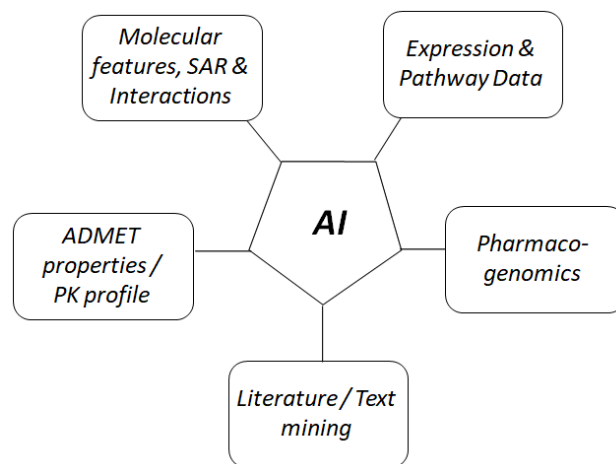 Molecular
features, SAR &
Interactions
Expression &
Pathway Data
AI
ADMET
properties /
PK profile
Pharmaco-
genomics
Literature / Text
mining